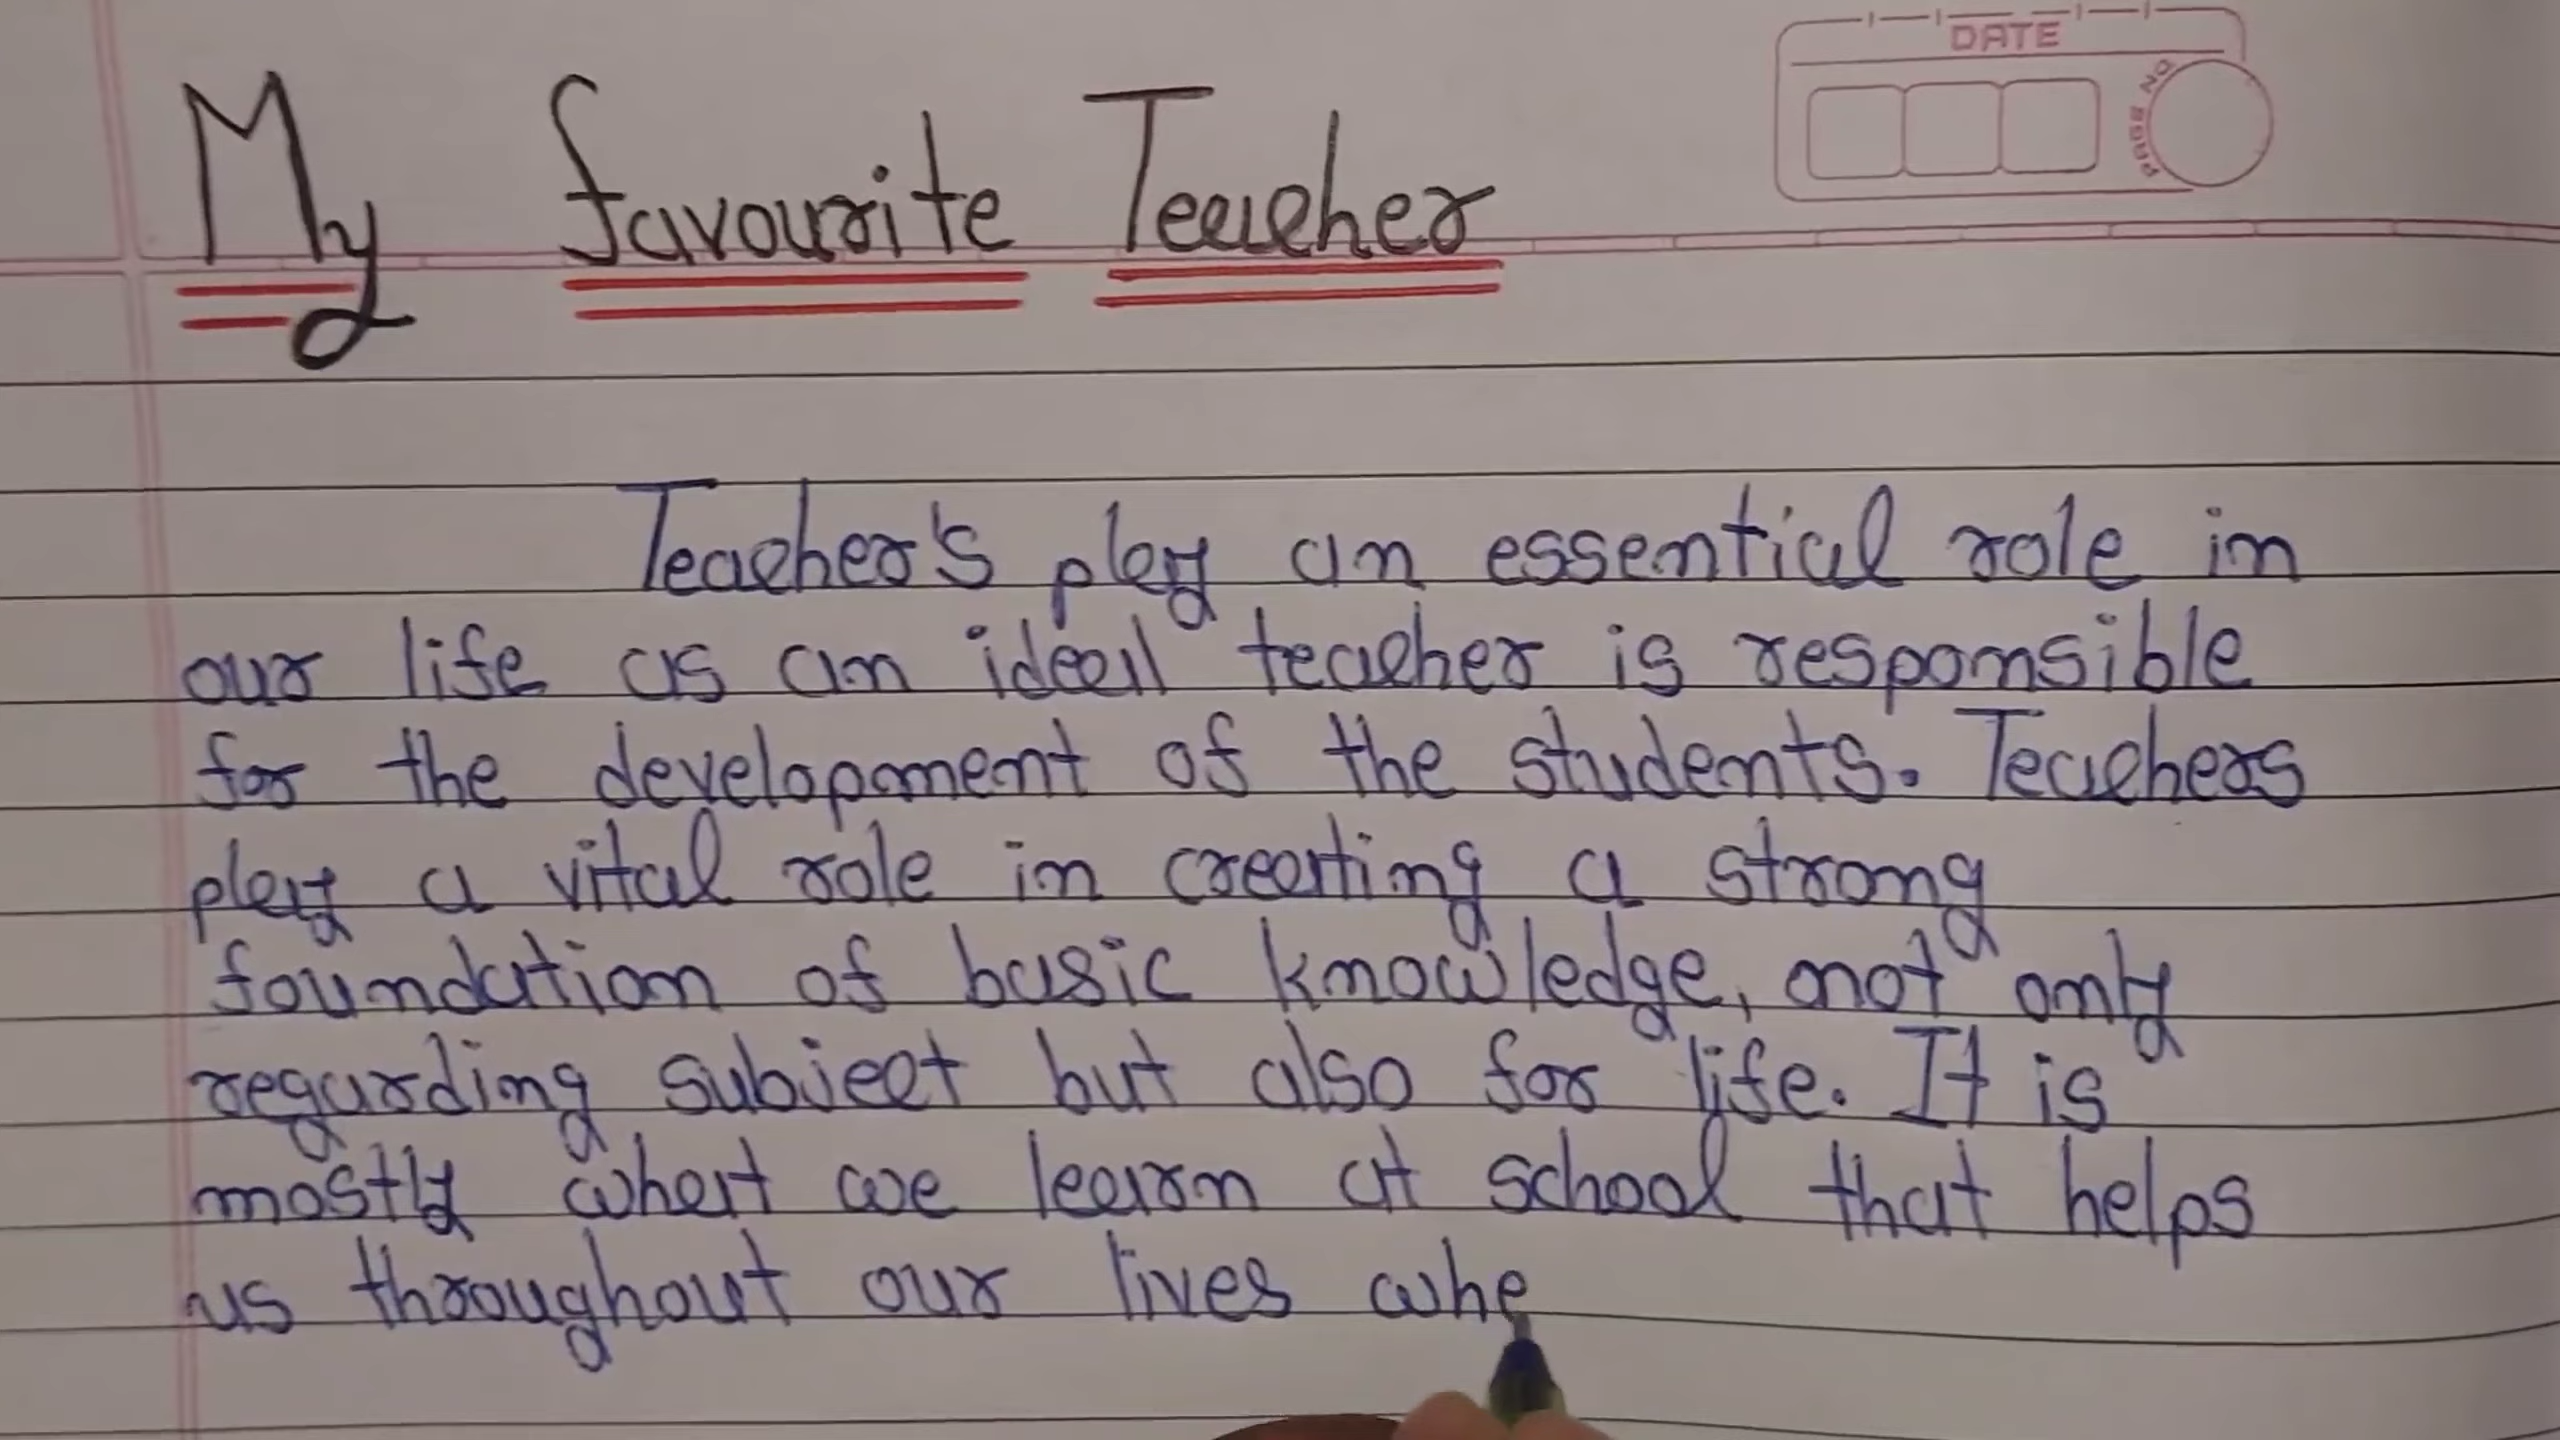 DATE
PAGE NO
My favourite Teacher
Teacher's play an essential role in
our life as an ideal teacher is responsible
for the development of the students. Teachers
play a vital role in creating a strong
foundation of basic knowledge, not only
regarding subject but also for life. It is
mostly what we learn at school that helps
us throughout our lives whe